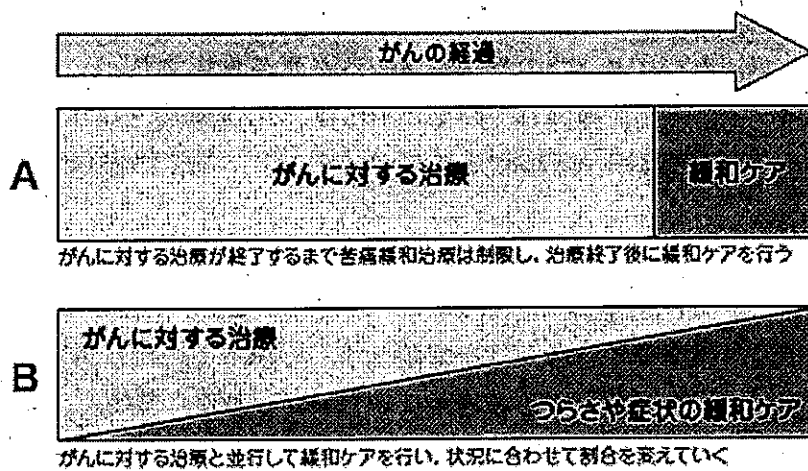 がんの経過
A
がんに対する治療
緩和ケア
がんに対する治療が終了するまで苦痛緩和治療は制限し、治療終了後に緩和ケアを行う
B
がんに対する治療
つらさや症状の緩和ケア
がんに対する治療と並行して緩和ケアを行い、状況に合わせて割合を変えていく